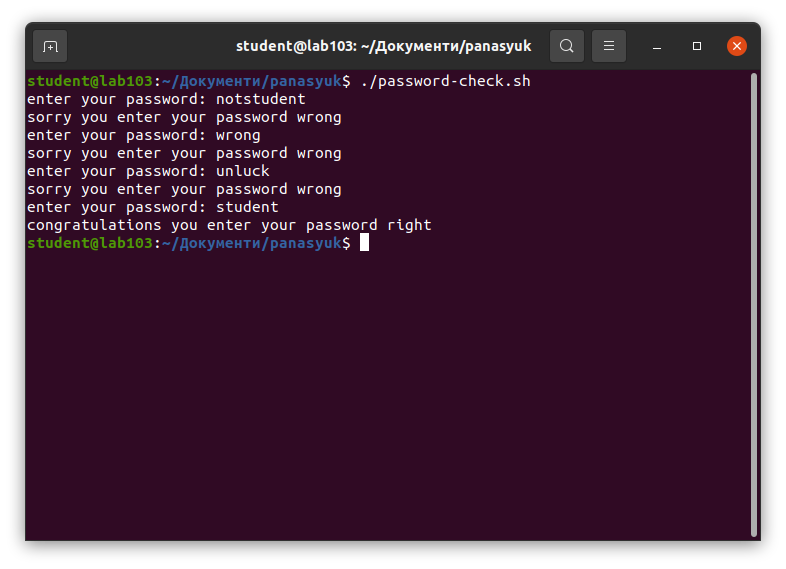 student@lab103: ~/Документи/panasyuk
student@lab103:~/Документи/panasyuk$ ./password-check.sh
enter your password: notstudent
sorry you enter your password wrong
enter your password: wrong
sorry you enter your password wrong
enter your password: unluck
sorry you enter your password wrong
enter your password: student
congratulations you enter your password right
student@lab103:~/Документи/panasyuk$